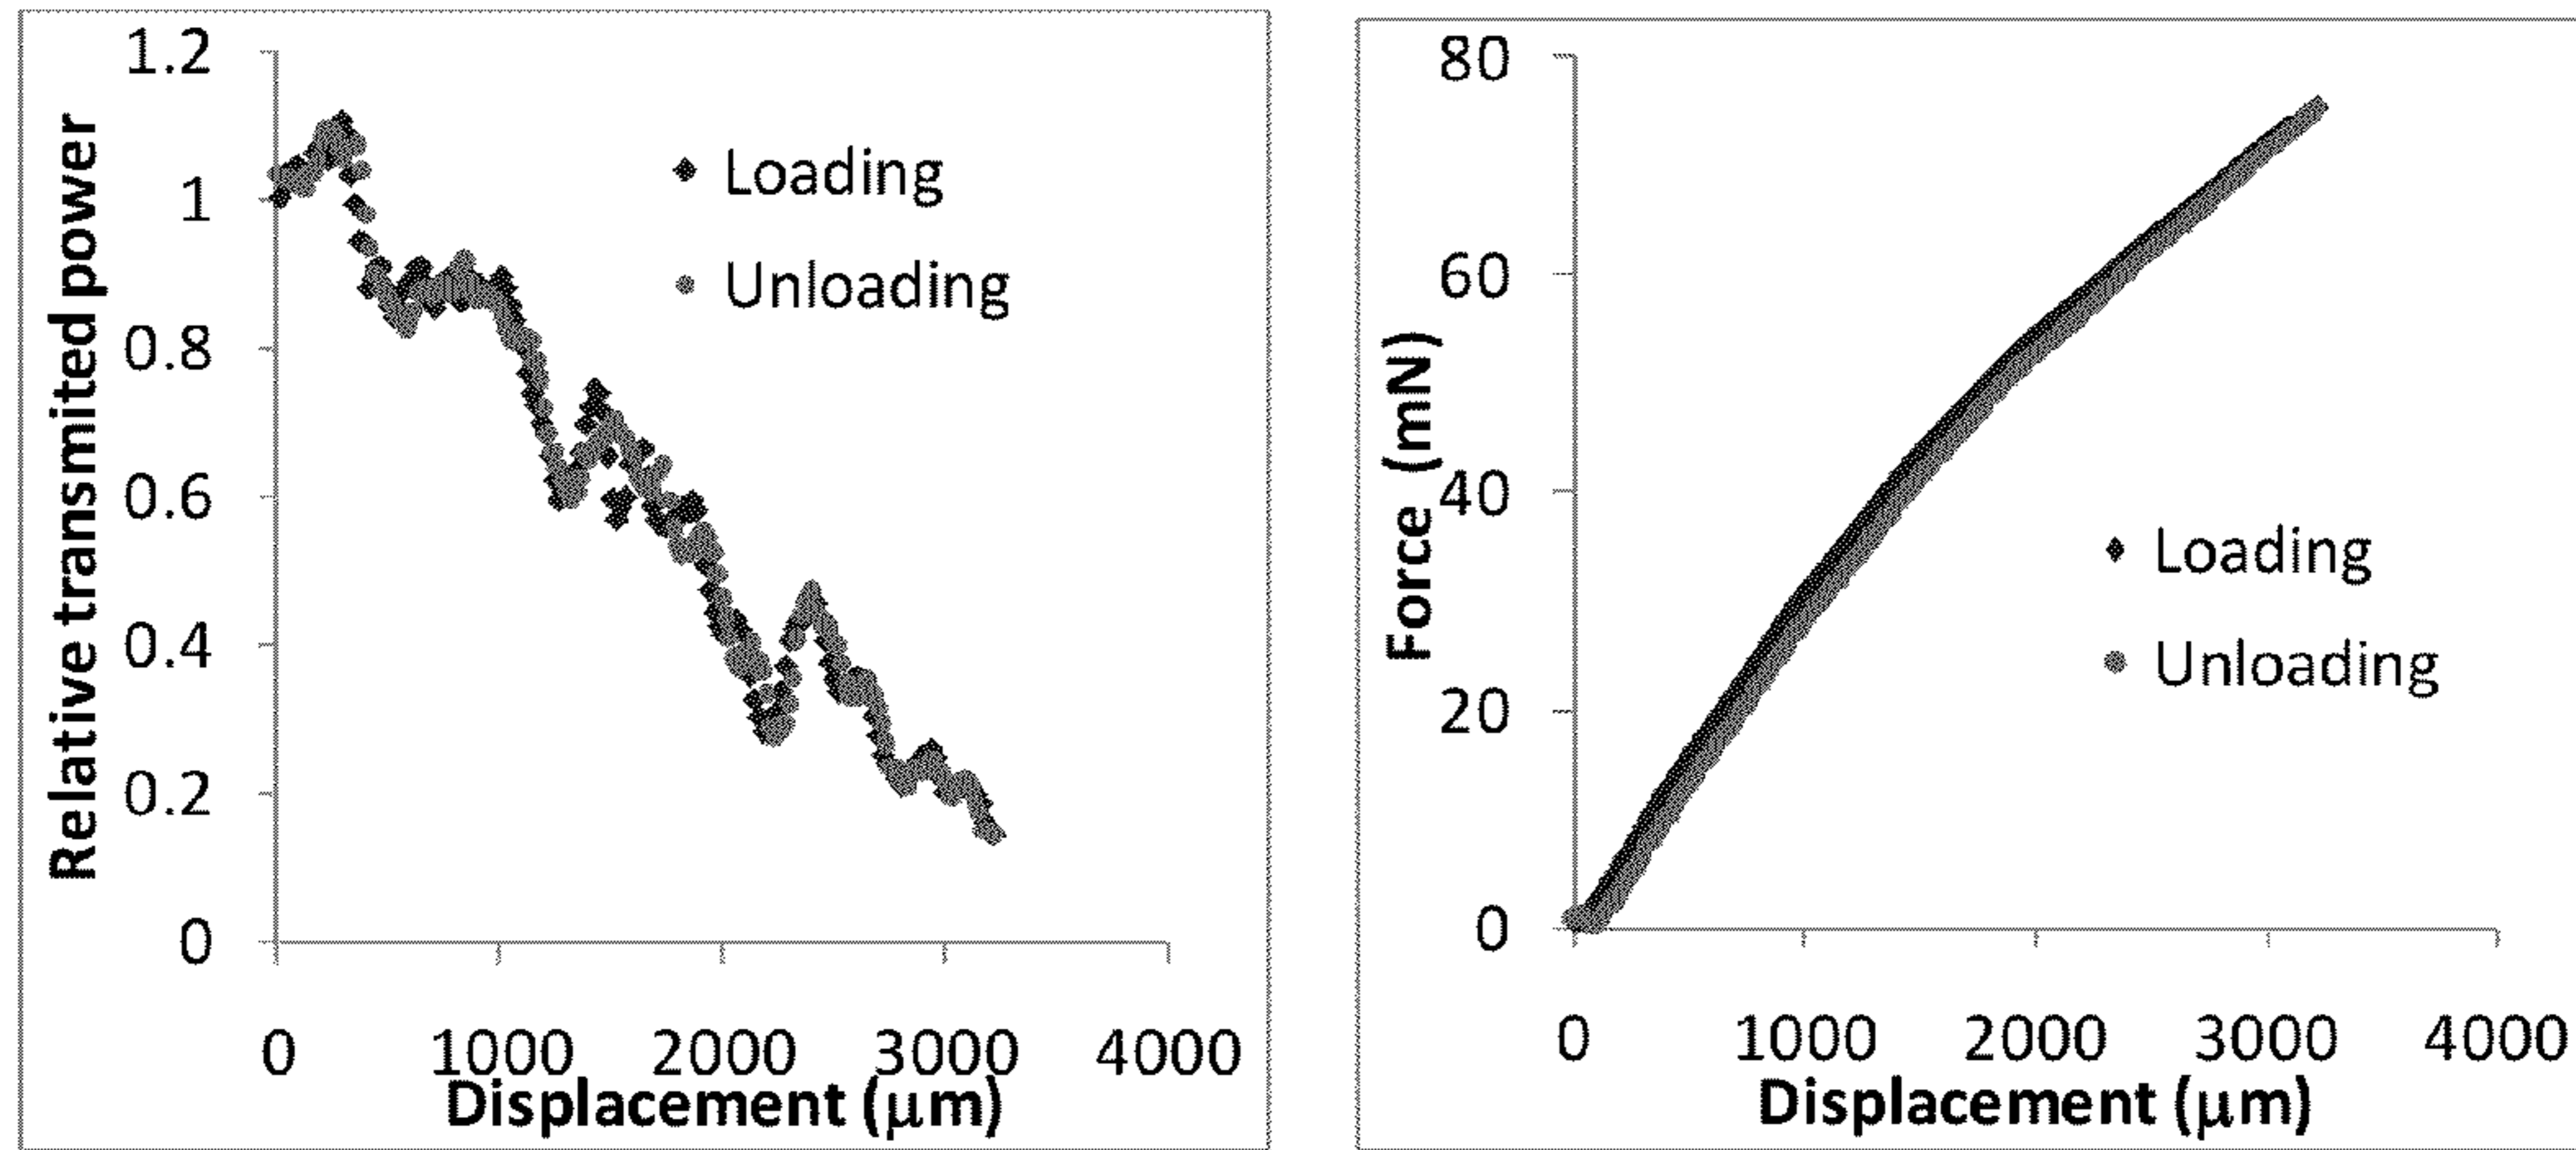 Relative transmited power
1.2
1
0.8
0.6
0.4
0.2
0
Loading
Unloading
0 1000 2000 3000 4000
Displacement (μm)
Force (mN)
80
60
40
20
0
Loading
Unloading
0 1000 2000 3000 4000
Displacement (μm)